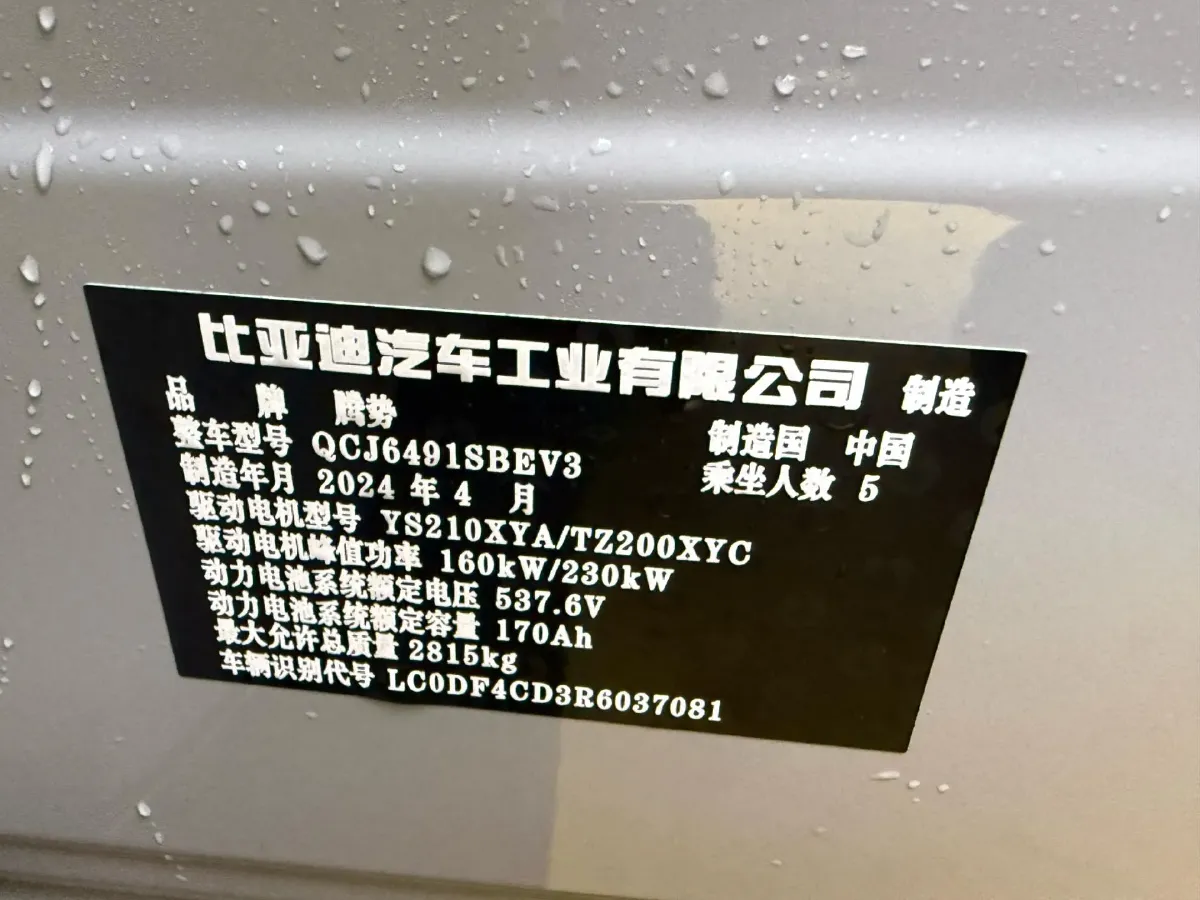 比亚迪汽车工业有限公司 制造
品 牌 腾势 制造国 中国
整车型号 QCJ6491SBEV3 乘坐人数 5
制造年月 2024 年 4 月
驱动电机型号 YS210XYA/TZ200XYC
驱动电机峰值功率 160kW/230kW
动力电池系统额定电压 537.6V
动力电池系统额定容量 170Ah
最大允许总质量 2815kg
车辆识别代号 LC0DF4CD3R6037081